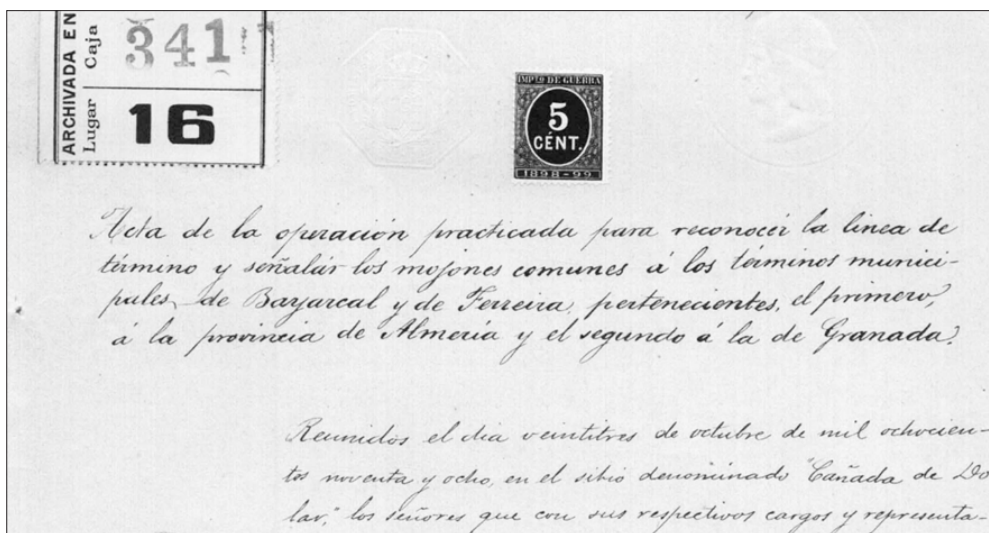 ARCHIVADA EN
Caja
341
Lugar
16
IMPTO DE GUERRA
5
CÉNT.
1898-99
Acta de la operación practicada para reconocer la linea de
término y señalar los mojones comunes á los términos munici-
pales de Bayarcal y de Ferreira, pertenecientes, el primero,
á la provincia de Almería y el segundo á la de Granada.
Reunidos el dia veintitres de octubre de mil ochocien-
tos noventa y ocho, en el sitio denominado "Cañada de Do
lar," los señores que con sus respectivos cargos y representa-